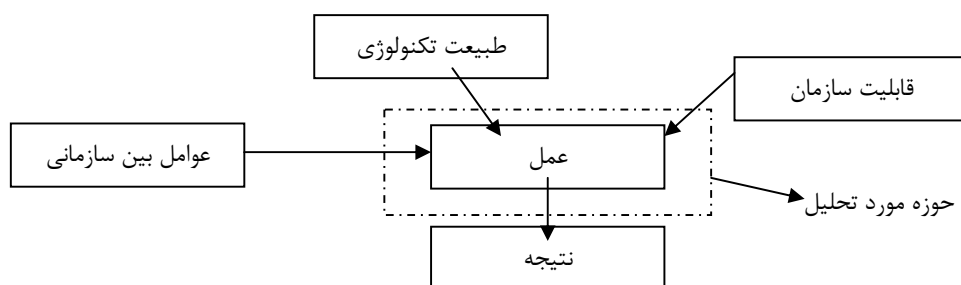 طبیعت تکنولوژی
قابلیت سازمان
عوامل بین سازمانی
عمل
حوزه مورد تحلیل
نتیجه